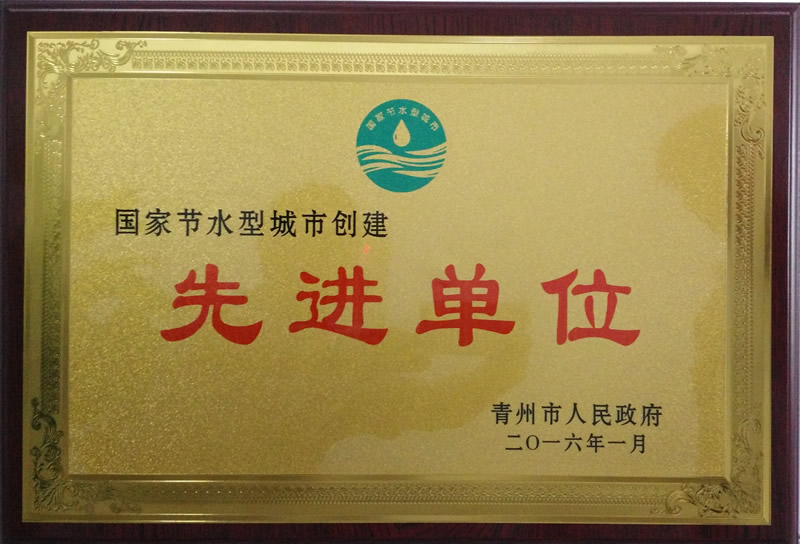 国家节水型城市
国家节水型城市创建
先进单位
青州市人民政府
二〇一六年一月